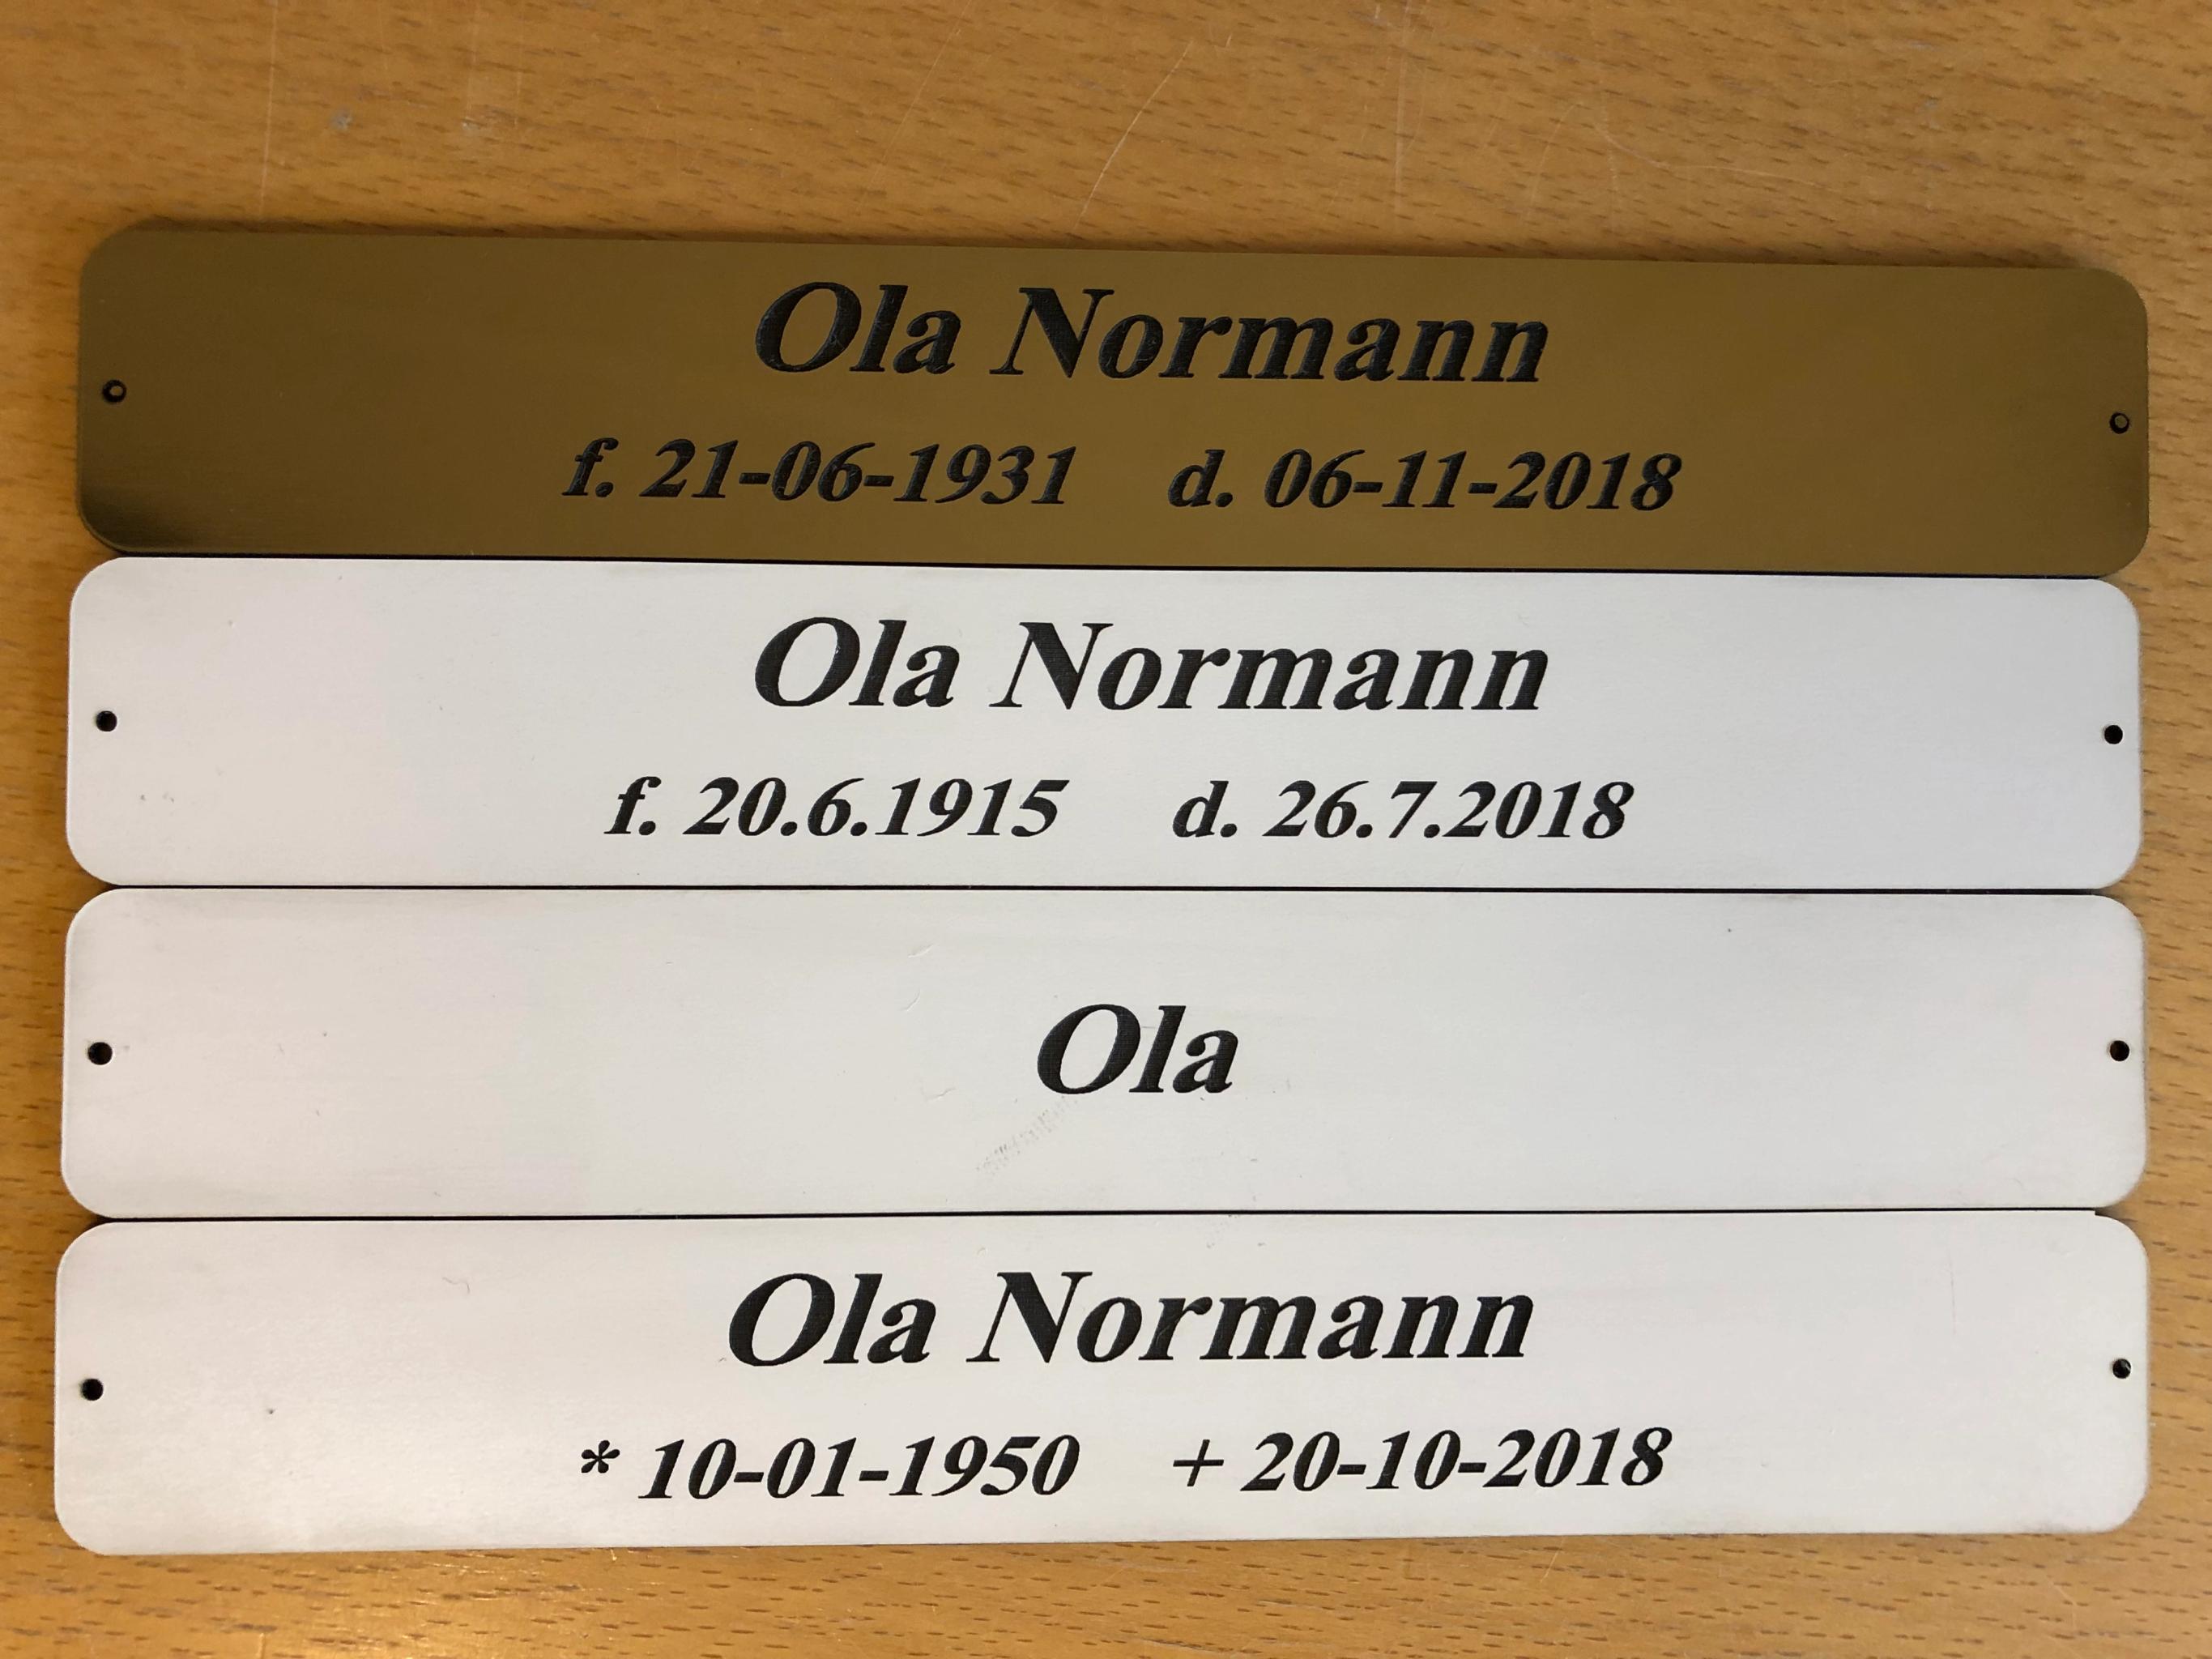 Ola Normann
f. 21-06-1931 d. 06-11-2018
Ola Normann
f. 20.6.1915 d. 26.7.2018
Ola
Ola Normann
* 10-01-1950 + 20-10-2018